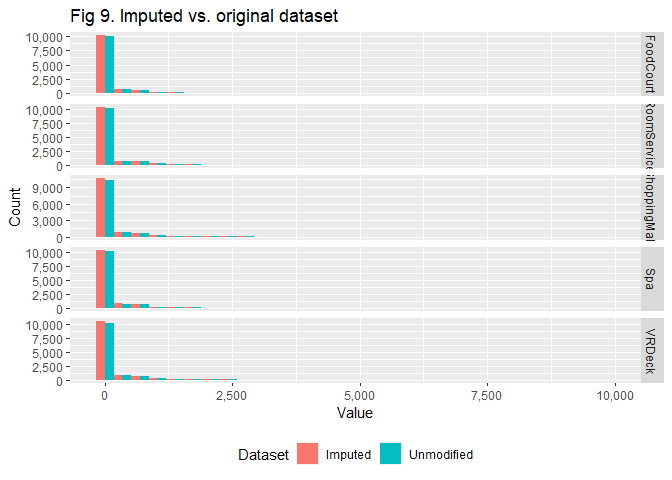 Fig 9. Imputed vs. original dataset
10,000
7,500
5,000
2,500
0
FoodCourt
10,000
7,500
5,000
2,500
0
RoomService
9,000
6,000
3,000
0
hoppingMal
10,000
7,500
5,000
2,500
0
Spa
10,000
7,500
5,000
2,500
0
VRDeck
Count
0
2,500
5,000
7,500
10,000
Value
Dataset
Imputed
Unmodified